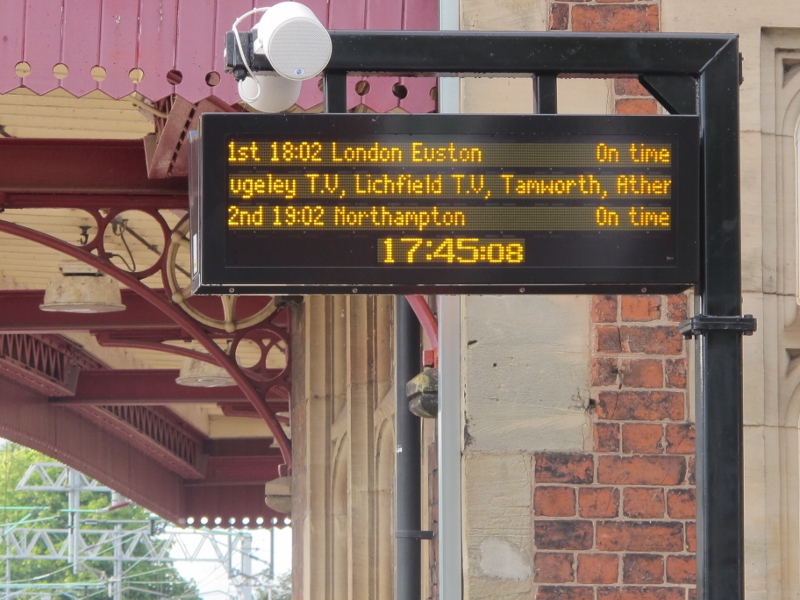 1st 18:02 London Euston On time
ugeley T.V, Lichfield T.V, Tamworth, Ather
2nd 19:02 Northampton On time
17:45:08